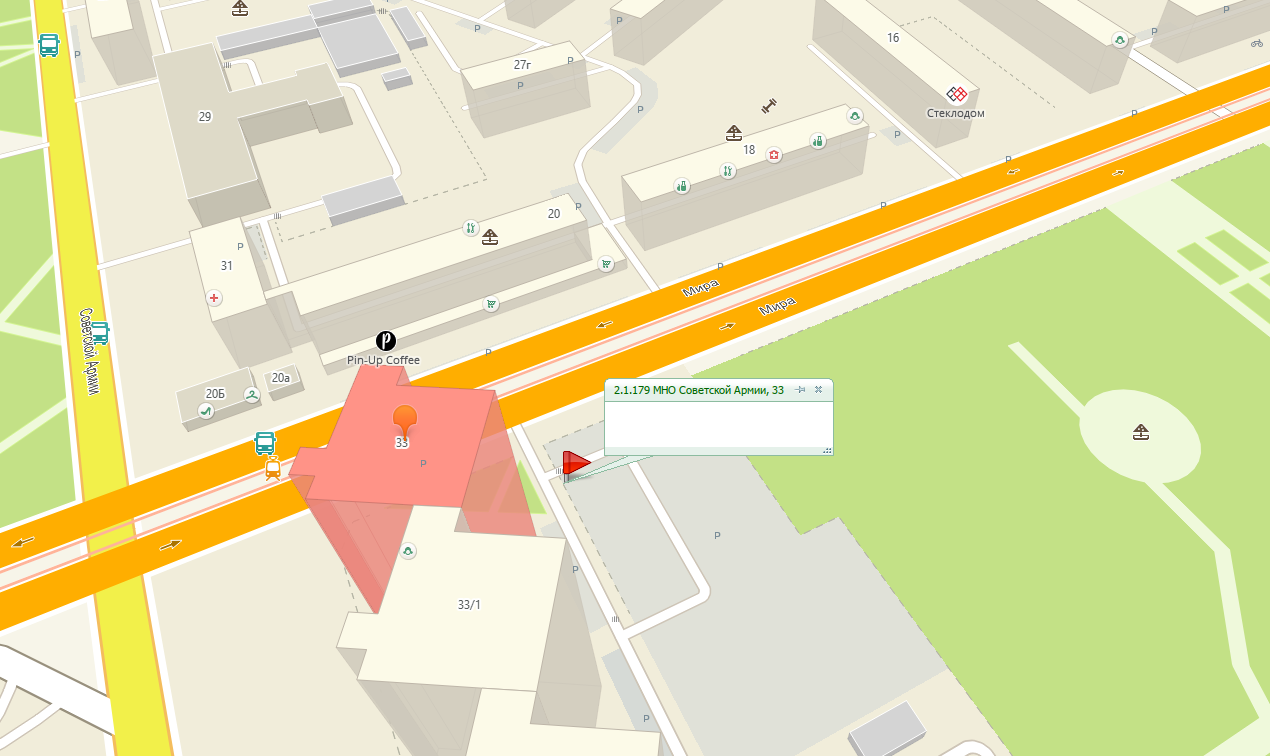 P
P
P
P
P
16
27г
P
P
Стеклодом
P
P
29
P
18
P
20
P
P
P
31
P
Мира
Мира
Советской Армии
P
Pin-Up Coffee
20а
20Б
2.1.179 МНО Советской Армии, 33
33
P
P
P
33/1
P